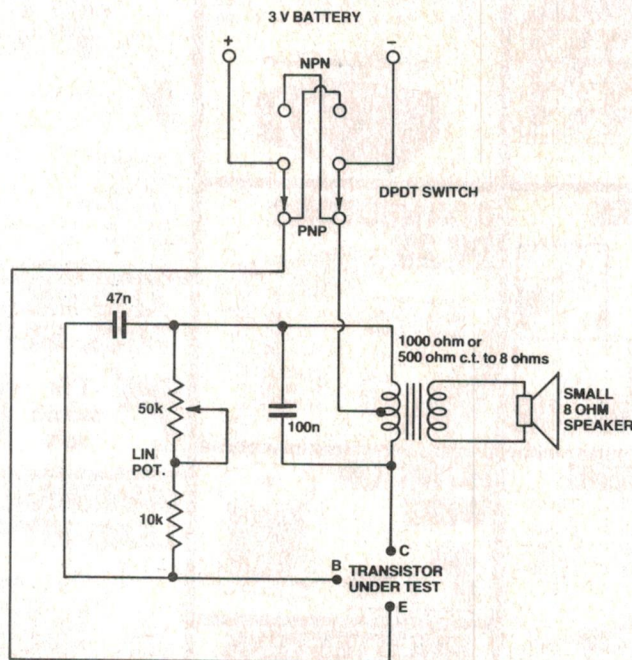 3 V BATTERY
+
–
NPN
DPDT SWITCH
PNP
47n
1000 ohm or
500 ohm c.t. to 8 ohms
50k
100n
SMALL
8 OHM
SPEAKER
LIN
POT.
10k
C
B
TRANSISTOR
UNDER TEST
E